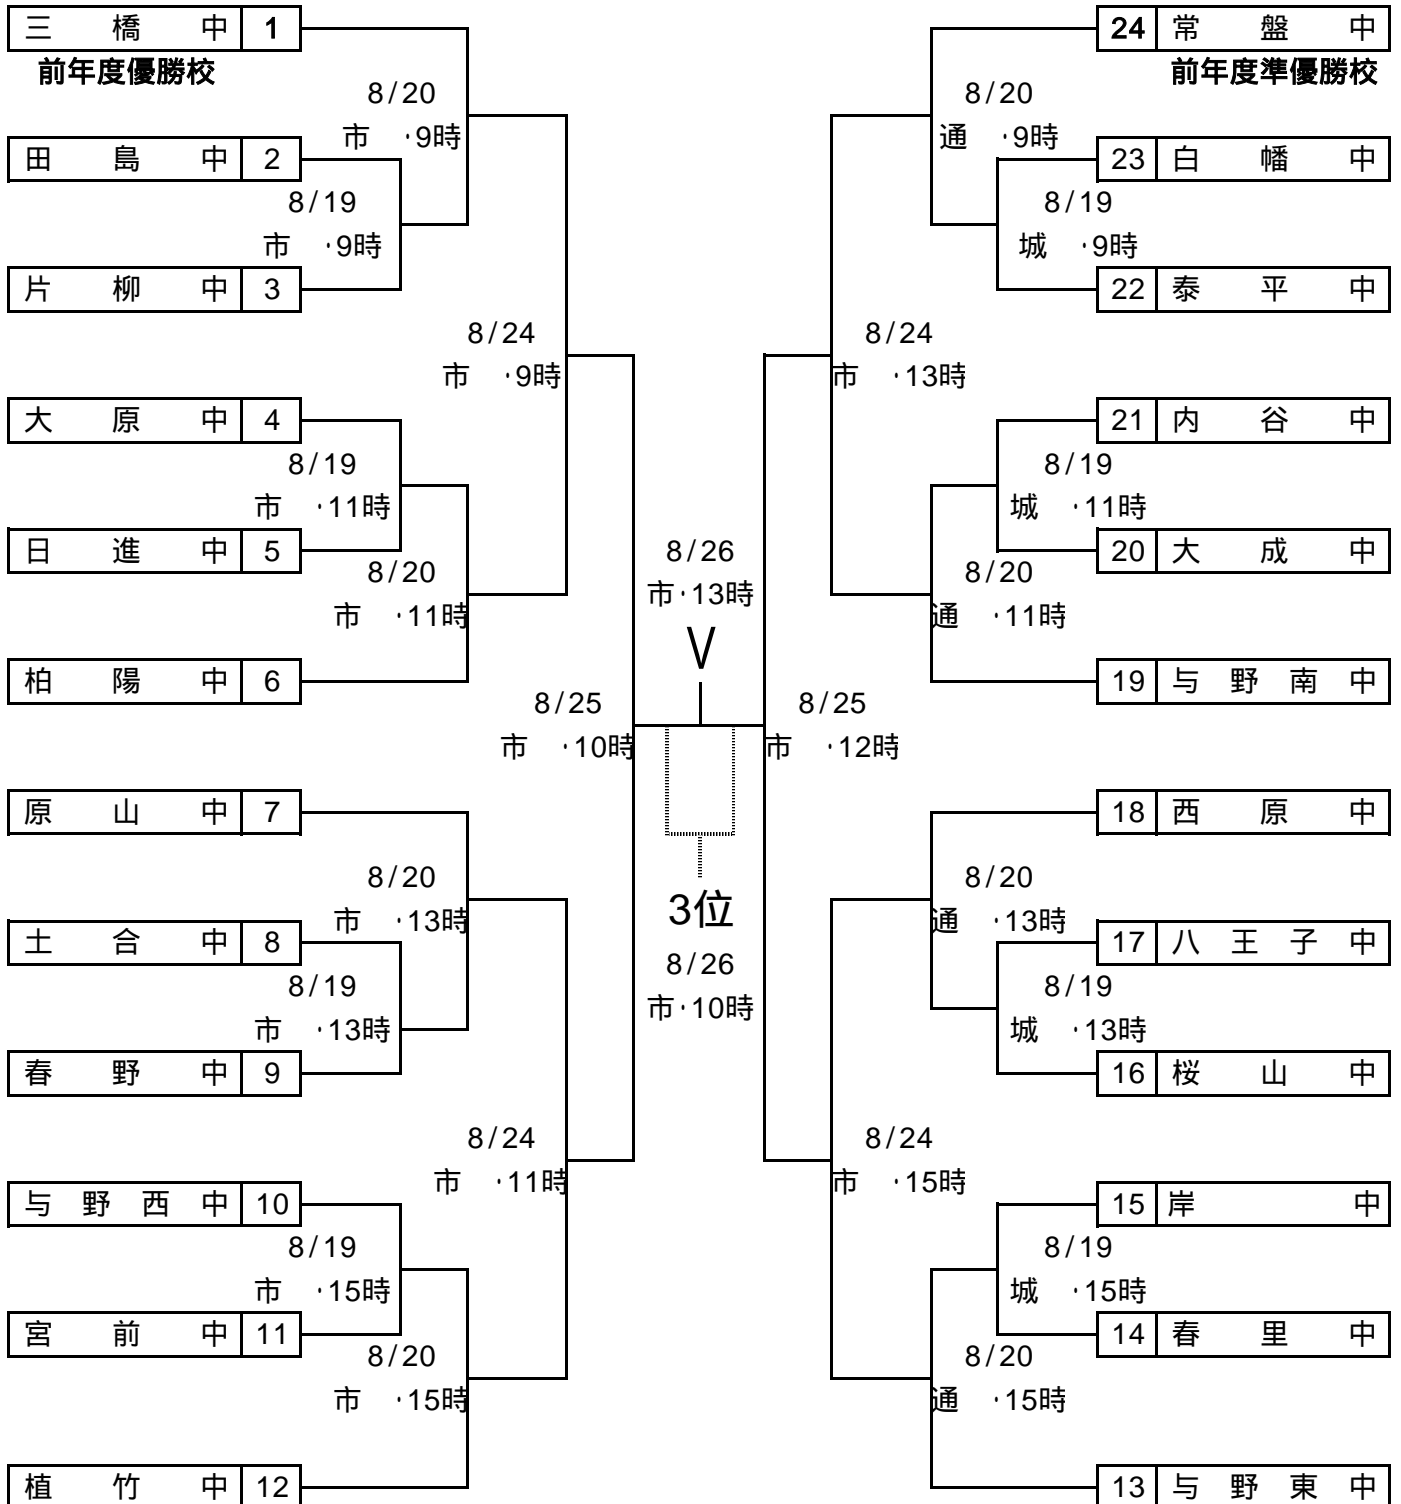 三橋中 1
前年度優勝校
8/20
市 ・9時
田島中 2
8/19
市 ・9時
片柳中 3
8/24
市 ・9時
大原中 4
8/19
市 ・11時
日進中 5
8/20
市 ・11時
柏陽中 6
8/25
市 ・10時
原山中 7
8/20
市 ・13時
土合中 8
8/19
市 ・13時
春野中 9
8/24
市 ・11時
与野西中 10
8/19
市 ・15時
宮前中 11
8/20
市 ・15時
植竹中 12
8/26
市・13時
V
3位
8/26
市・10時
24 常盤中
前年度準優勝校
8/20
通 ・9時
23 白幡中
8/19
城 ・9時
22 泰平中
8/24
市 ・13時
21 内谷中
8/19
城 ・11時
20 大成中
8/20
通 ・11時
19 与野南中
8/25
市 ・12時
18 西原中
8/20
通 ・13時
17 八王子中
8/19
城 ・13時
16 桜山中
8/24
市 ・15時
15 岸中
8/19
城 ・15時
14 春里中
8/20
通 ・15時
13 与野東中